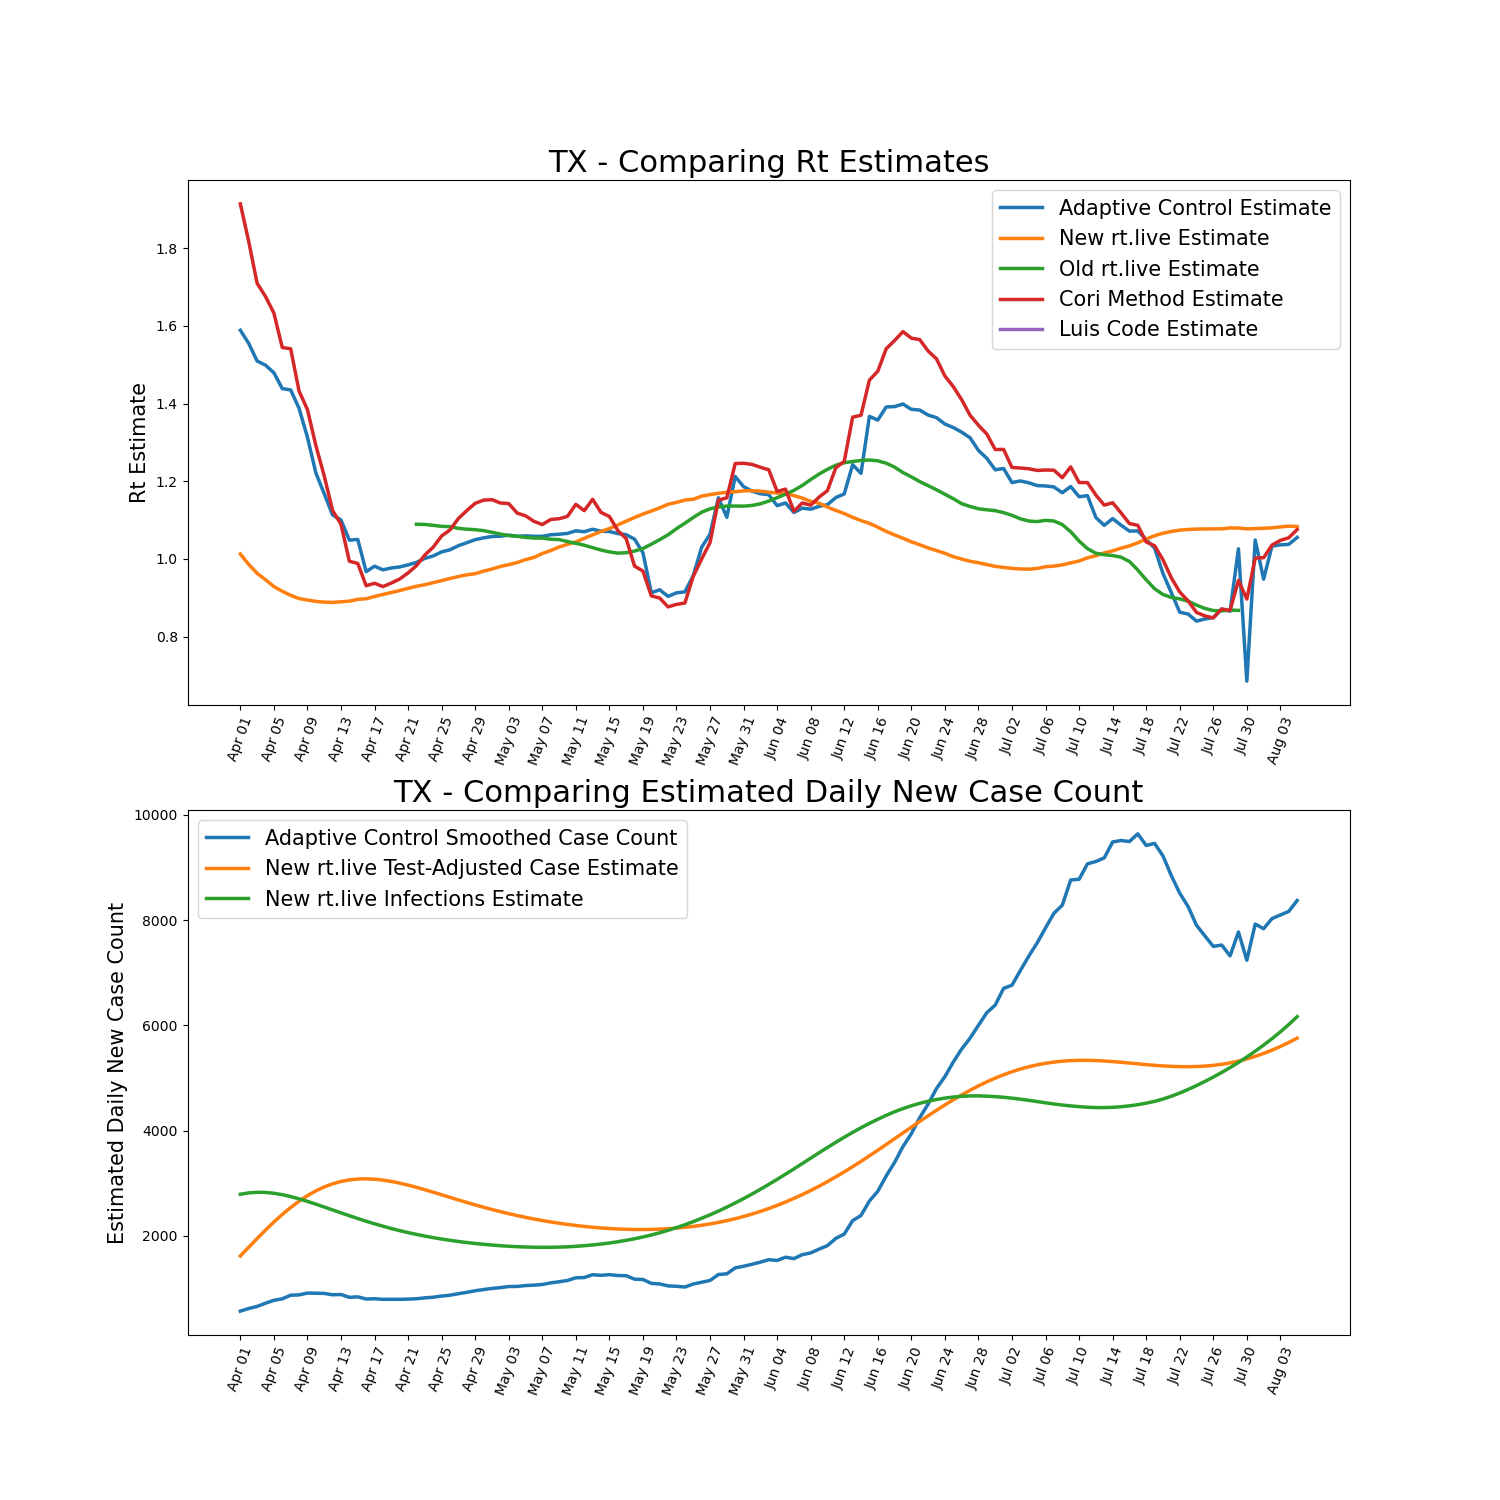 TX - Comparing Rt Estimates
Rt Estimate
1.8
1.6
1.4
1.2
1.0
0.8
Adaptive Control Estimate
New rt.live Estimate
Old rt.live Estimate
Cori Method Estimate
Luis Code Estimate
Apr 01 Apr 05 Apr 09 Apr 13 Apr 17 Apr 21 Apr 25 Apr 29 May 03 May 07 May 11 May 15 May 19 May 23 May 27 May 31 Jun 04 Jun 08 Jun 12 Jun 16 Jun 20 Jun 24 Jun 28 Jul 02 Jul 06 Jul 10 Jul 14 Jul 18 Jul 22 Jul 26 Jul 30 Aug 03
TX - Comparing Estimated Daily New Case Count
Estimated Daily New Case Count
10000
8000
6000
4000
2000
Adaptive Control Smoothed Case Count
New rt.live Test-Adjusted Case Estimate
New rt.live Infections Estimate
Apr 01 Apr 05 Apr 09 Apr 13 Apr 17 Apr 21 Apr 25 Apr 29 May 03 May 07 May 11 May 15 May 19 May 23 May 27 May 31 Jun 04 Jun 08 Jun 12 Jun 16 Jun 20 Jun 24 Jun 28 Jul 02 Jul 06 Jul 10 Jul 14 Jul 18 Jul 22 Jul 26 Jul 30 Aug 03